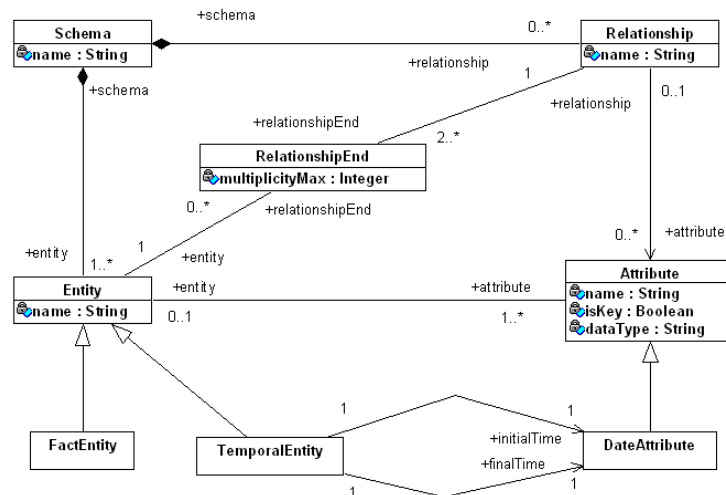 +schema
Schema
name : String
0..*
Relationship
name : String
+schema
+relationship
1
0..1
+relationship
+relationshipEnd
2..*
RelationshipEnd
multiplicityMax : Integer
0..*
+relationshipEnd
0..*
+attribute
+entity
1..*
1
+entity
Entity
name : String
+entity
0..1
+attribute
1..*
Attribute
name : String
isKey : Boolean
dataType : String
FactEntity
TemporalEntity
1
1
+initialTime
DateAttribute
+finalTime
1
1